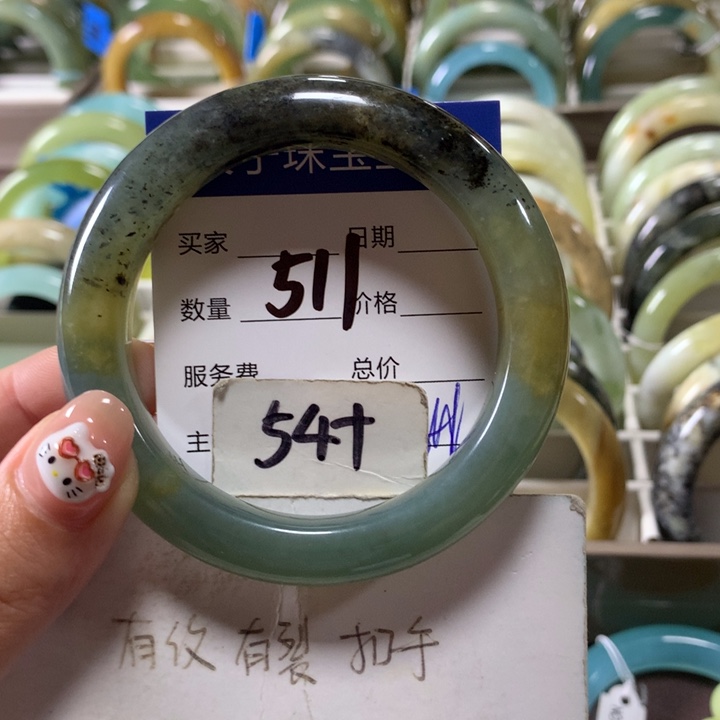 珠宝
买家 日期
511
数量 价格
服务费 总价
54+
主
有纹 有裂 扣手